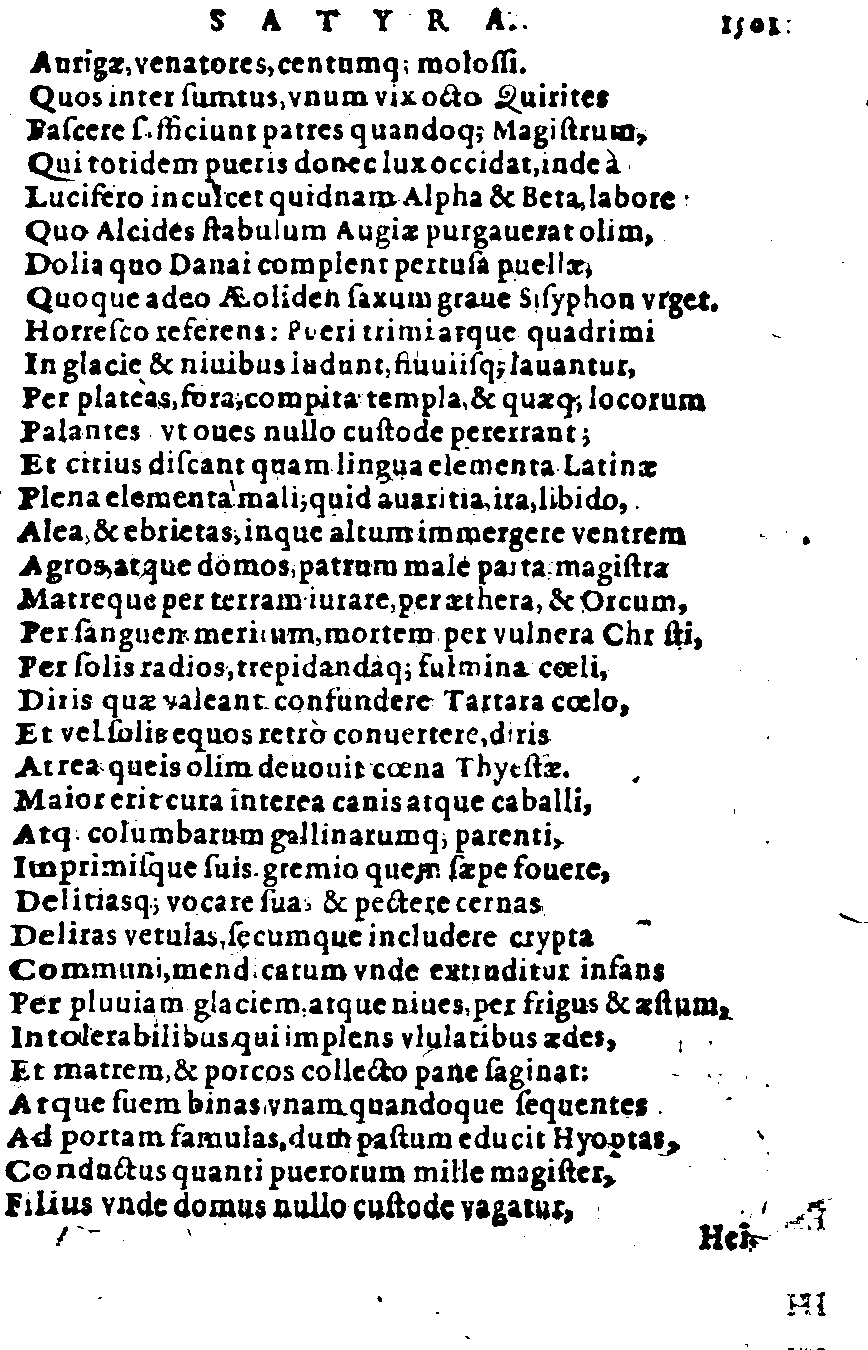 SATYRA. 1501
Aurigæ, venatores, centumq; moloſſi.
Quos inter ſumtus, vnum vix octo Quirites
Paſcere ſufficiunt patres quandoq; Magiſtrum,
Qui totidem pueris donec lux occidat, inde à
Lucifero inculcet quidnam Alpha & Beta, labore
Quo Alcides ſtabulum Augiæ purgauerat olim,
Dolia quo Danai complent pertuſa puellæ,
Quoque adeo Æoliden ſaxum graue Siſyphon vrget.
Horreſco referens: Pueri trimi atque quadrimi
In glacie & niuibus ludunt, fluuiiſq; lauantur,
Per plateas, fora, compita templa, & quæq; locorum
Palantes vt oues nullo cuſtode pererrant;
Et citius diſcant quam lingua elementa Latinæ
Plena elementa mali; quid auaritia, ira, libido,
Alea, & ebrietas, inque altum immergere ventrem
Agros, atque domos, patrum malè parta magiſtra
Matreque per terram iurare, per æthera, & Orcum,
Per ſanguen meritum, mortem per vulnera Chriſti,
Per ſolis radios, trepidandaq; fulmina cœli,
Diris quæ valeant confundere Tartara cœlo,
Et vel ſolis equos retrò conuertere, diris
Atrea queis olim deuouit cœna Thyeſtæ.
Maior erit cura interea canis atque caballi,
Atq. columbarum gallinarumq; parenti,
Imprimiſque ſuis gremio quem ſæpe fouere,
Delitiasq; vocare ſuas & pectere cernas
Deliras vetulas, ſecumque includere crypta
Communi, mendicatum vnde extruditur infans
Per pluuiam glaciem, atque niues, per frigus & æſtum,
Intolerabilibus qui implens vlulatibus ædes,
Et matrem, & porcos collecto pane ſaginat:
Atque ſuem binas, vnam quandoque ſequentes
Ad portam famulas, dum paſtum educit Hyoptas,
Conductus quanti puerorum mille magiſter,
Filius vnde domus nullo cuſtode vagatur,
Hei